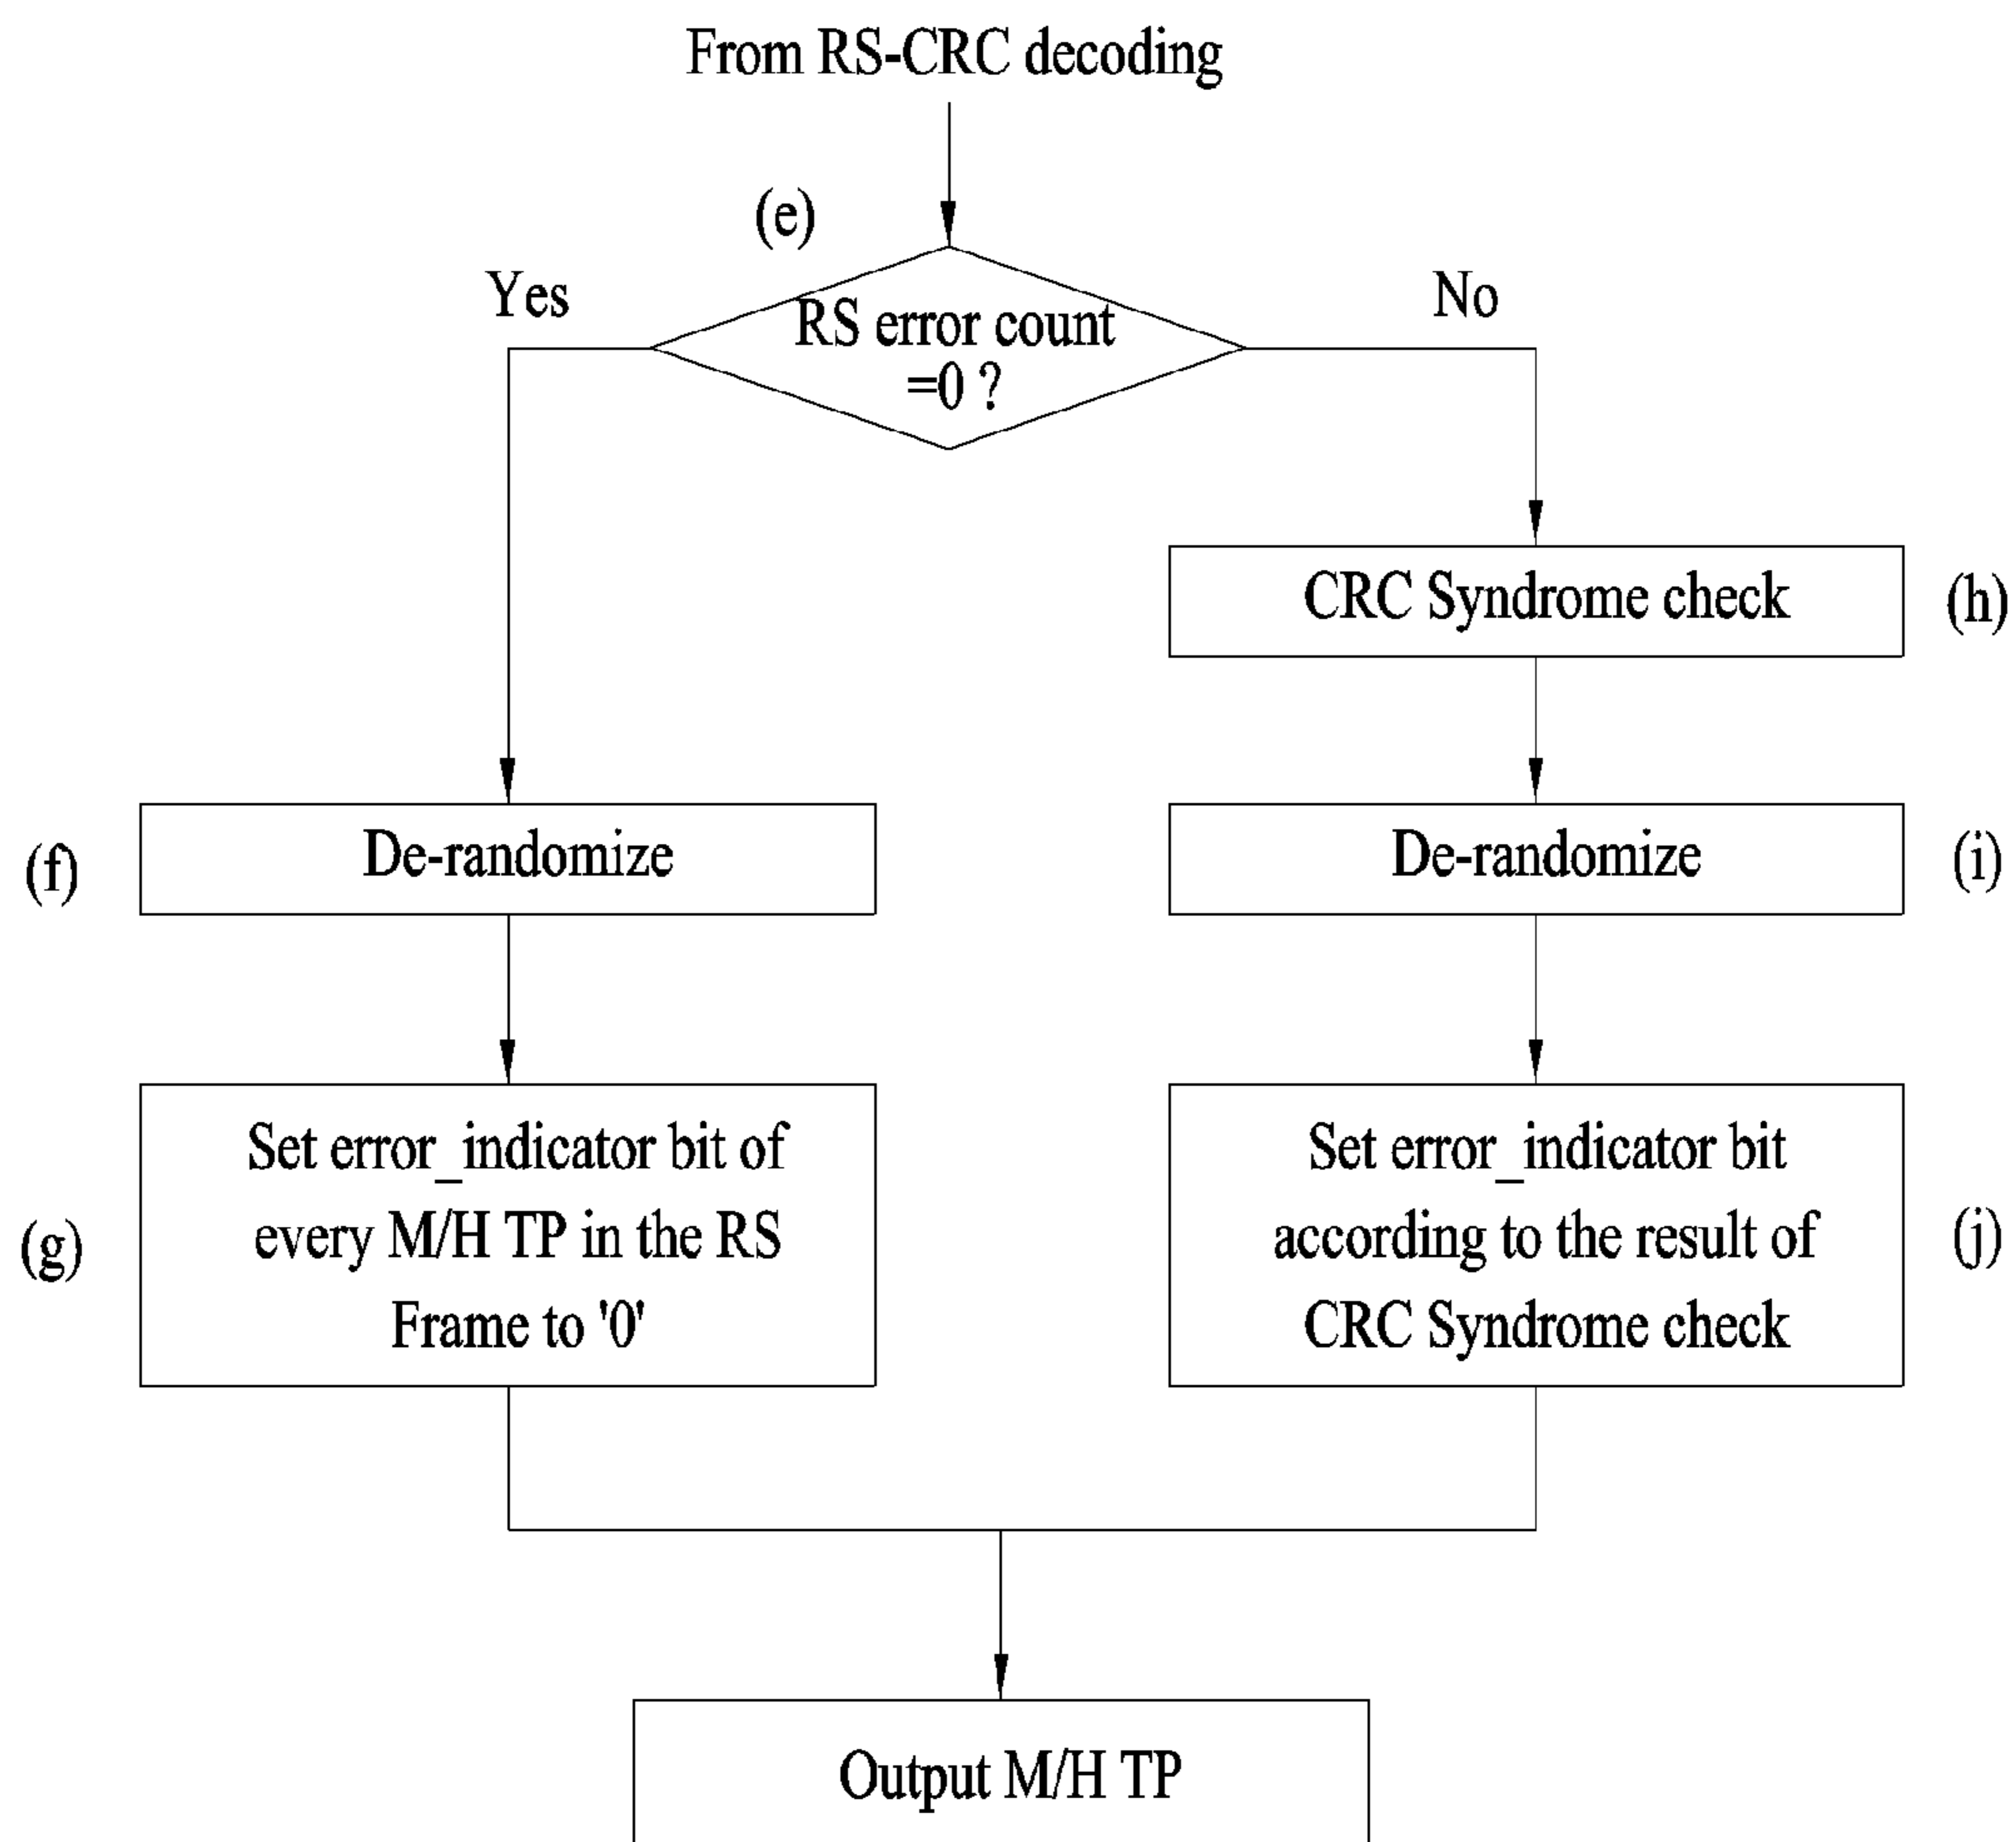 From RS-CRC decoding
(e)
Yes
No
RS error count
=0 ?
CRC Syndrome check
(h)
(f)
De-randomize
De-randomize
(i)
Set error_indicator bit of
every M/H TP in the RS
Frame to '0'
(g)
Set error_indicator bit
according to the result of
CRC Syndrome check
(j)
Output M/H TP